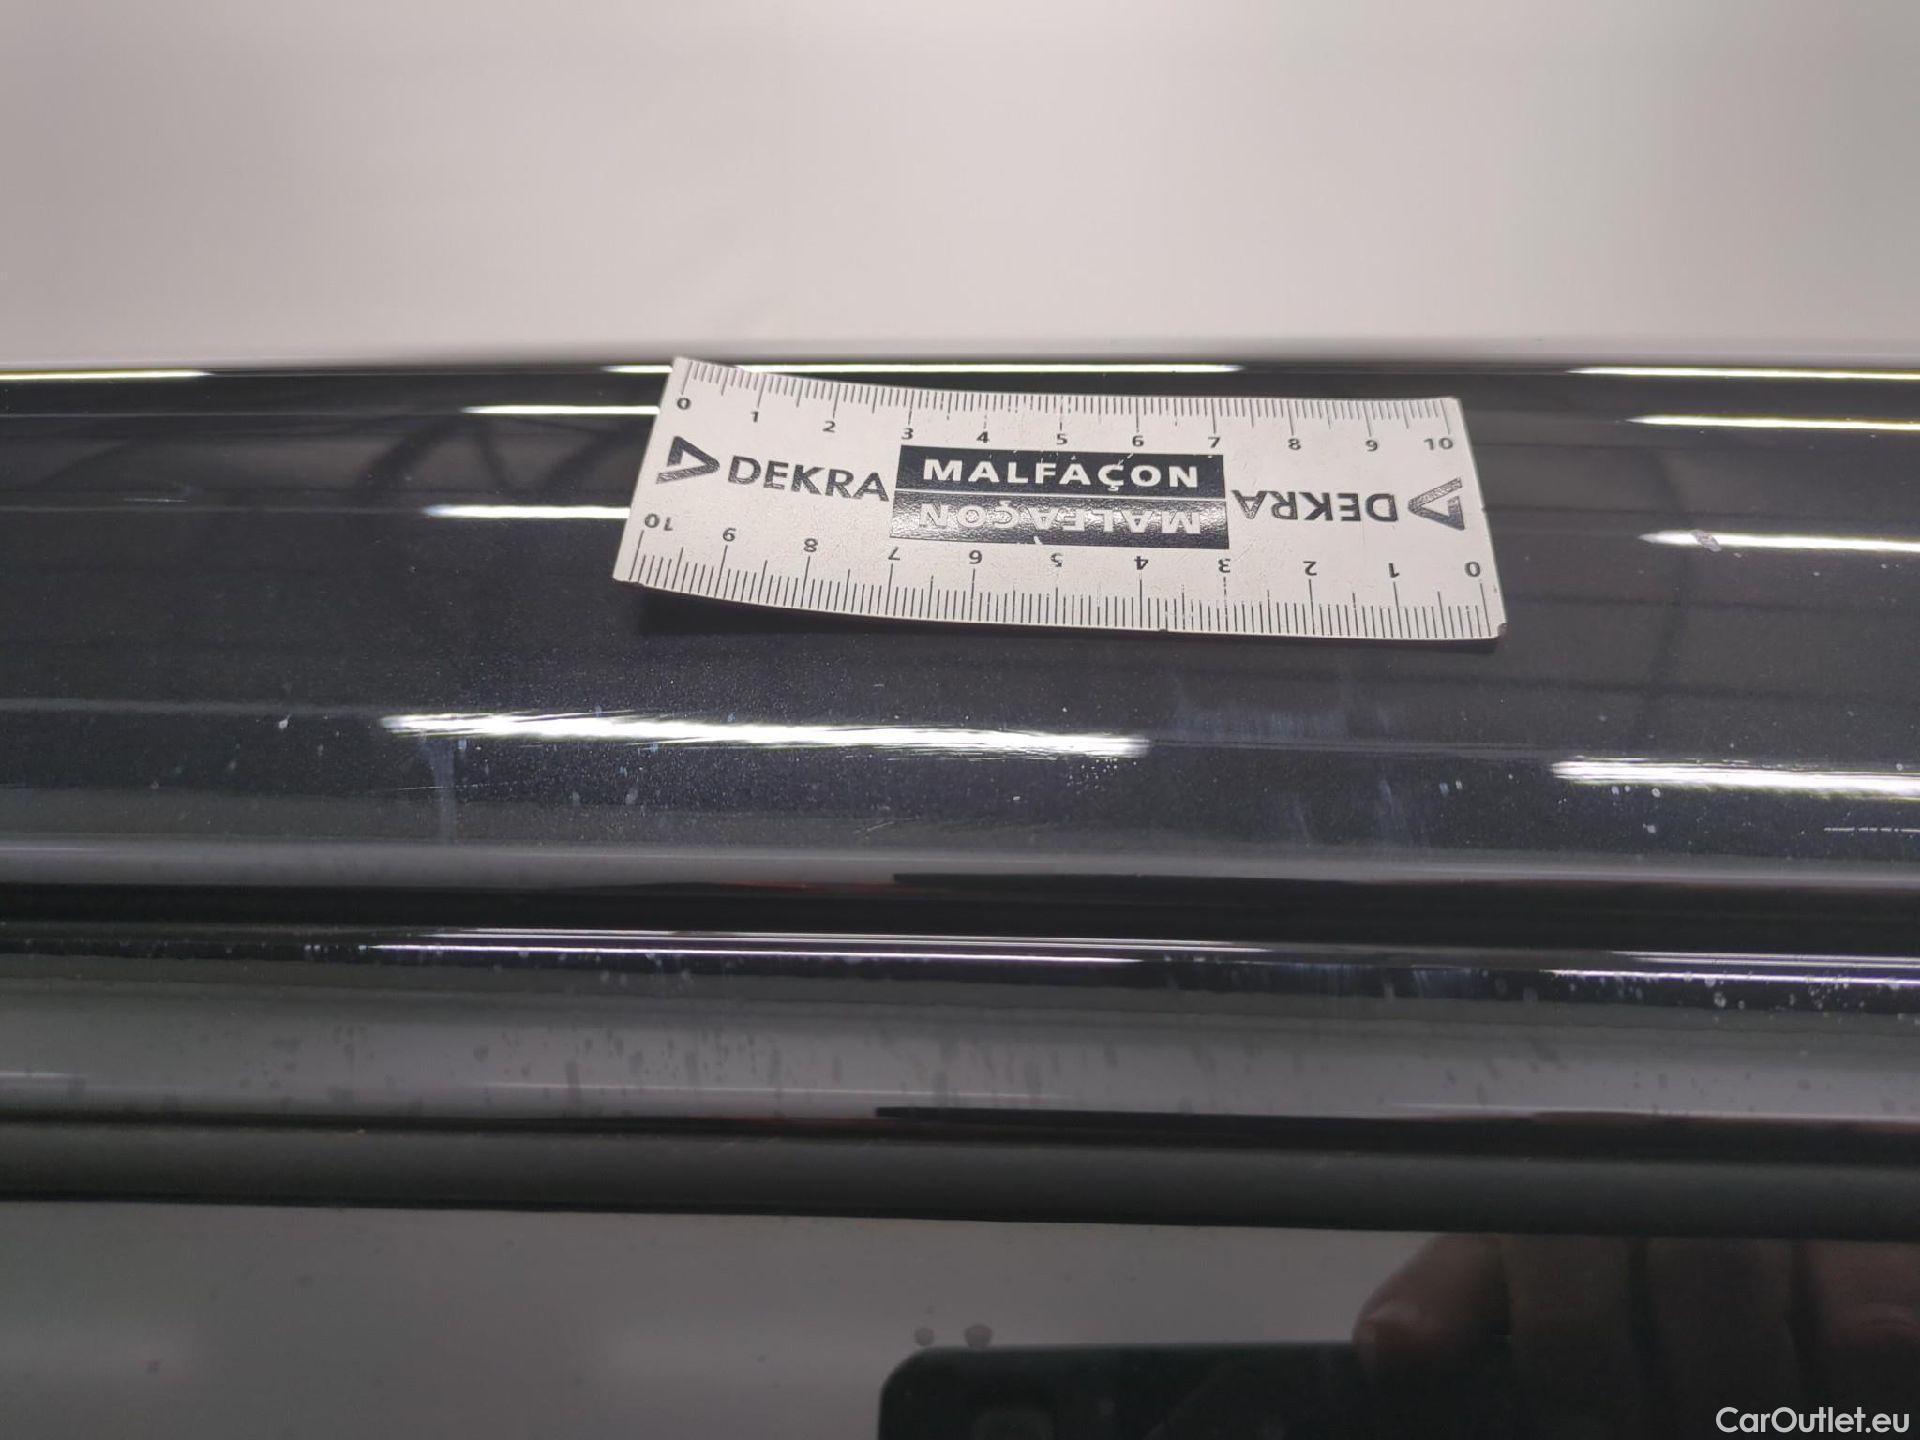 0 1 2 3 4 5 6 7 8 9 10
DEKRA MALFAÇON DEKRA
MALFAÇON
10 9 8 7 6 5 4 3 2 1 0
CarOutlet.eu